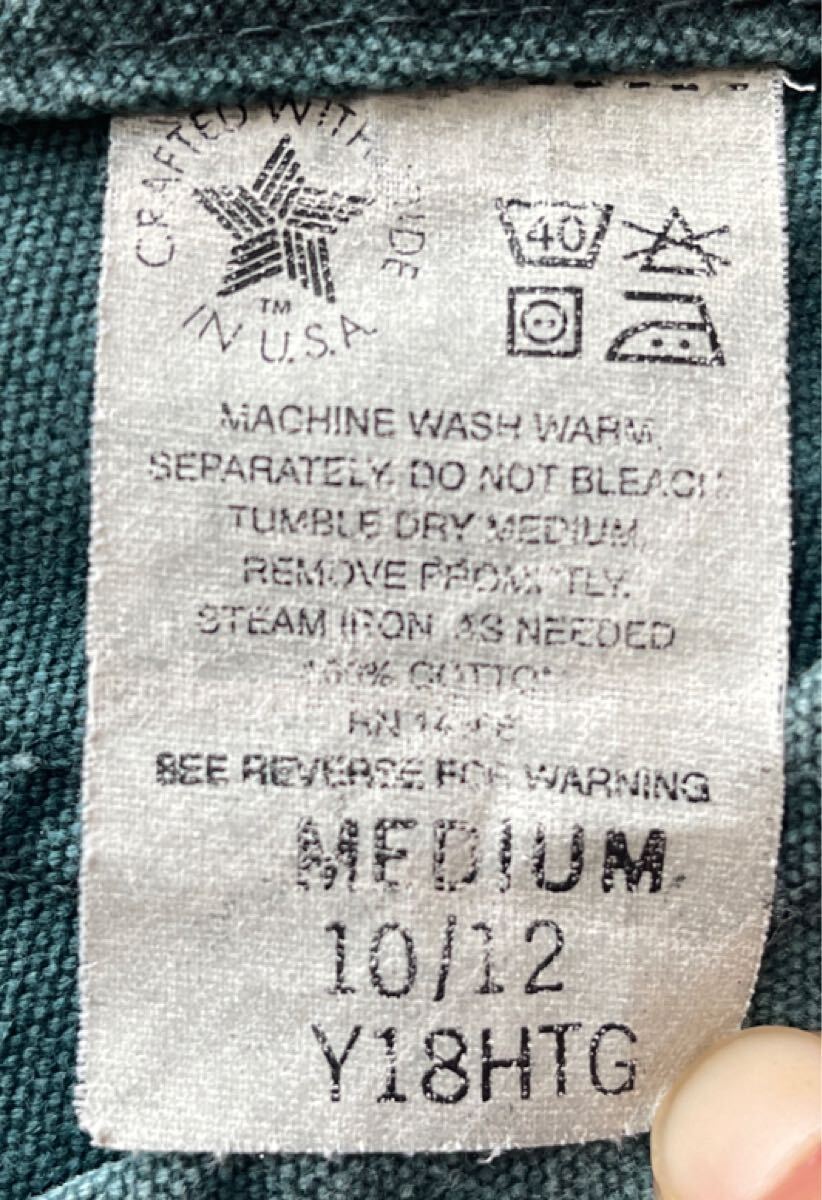 CRAFTED WITH PRIDE
IN U.S.A.
TM
40
MACHINE WASH WARM,
SEPARATELY. DO NOT BLEACH.
TUMBLE DRY MEDIUM,
REMOVE PROMPTLY.
STEAM IRON AS NEEDED
100% COTTON
RN
SEE REVERSE FOR WARNING
MEDIUM
10/12
Y18HTG